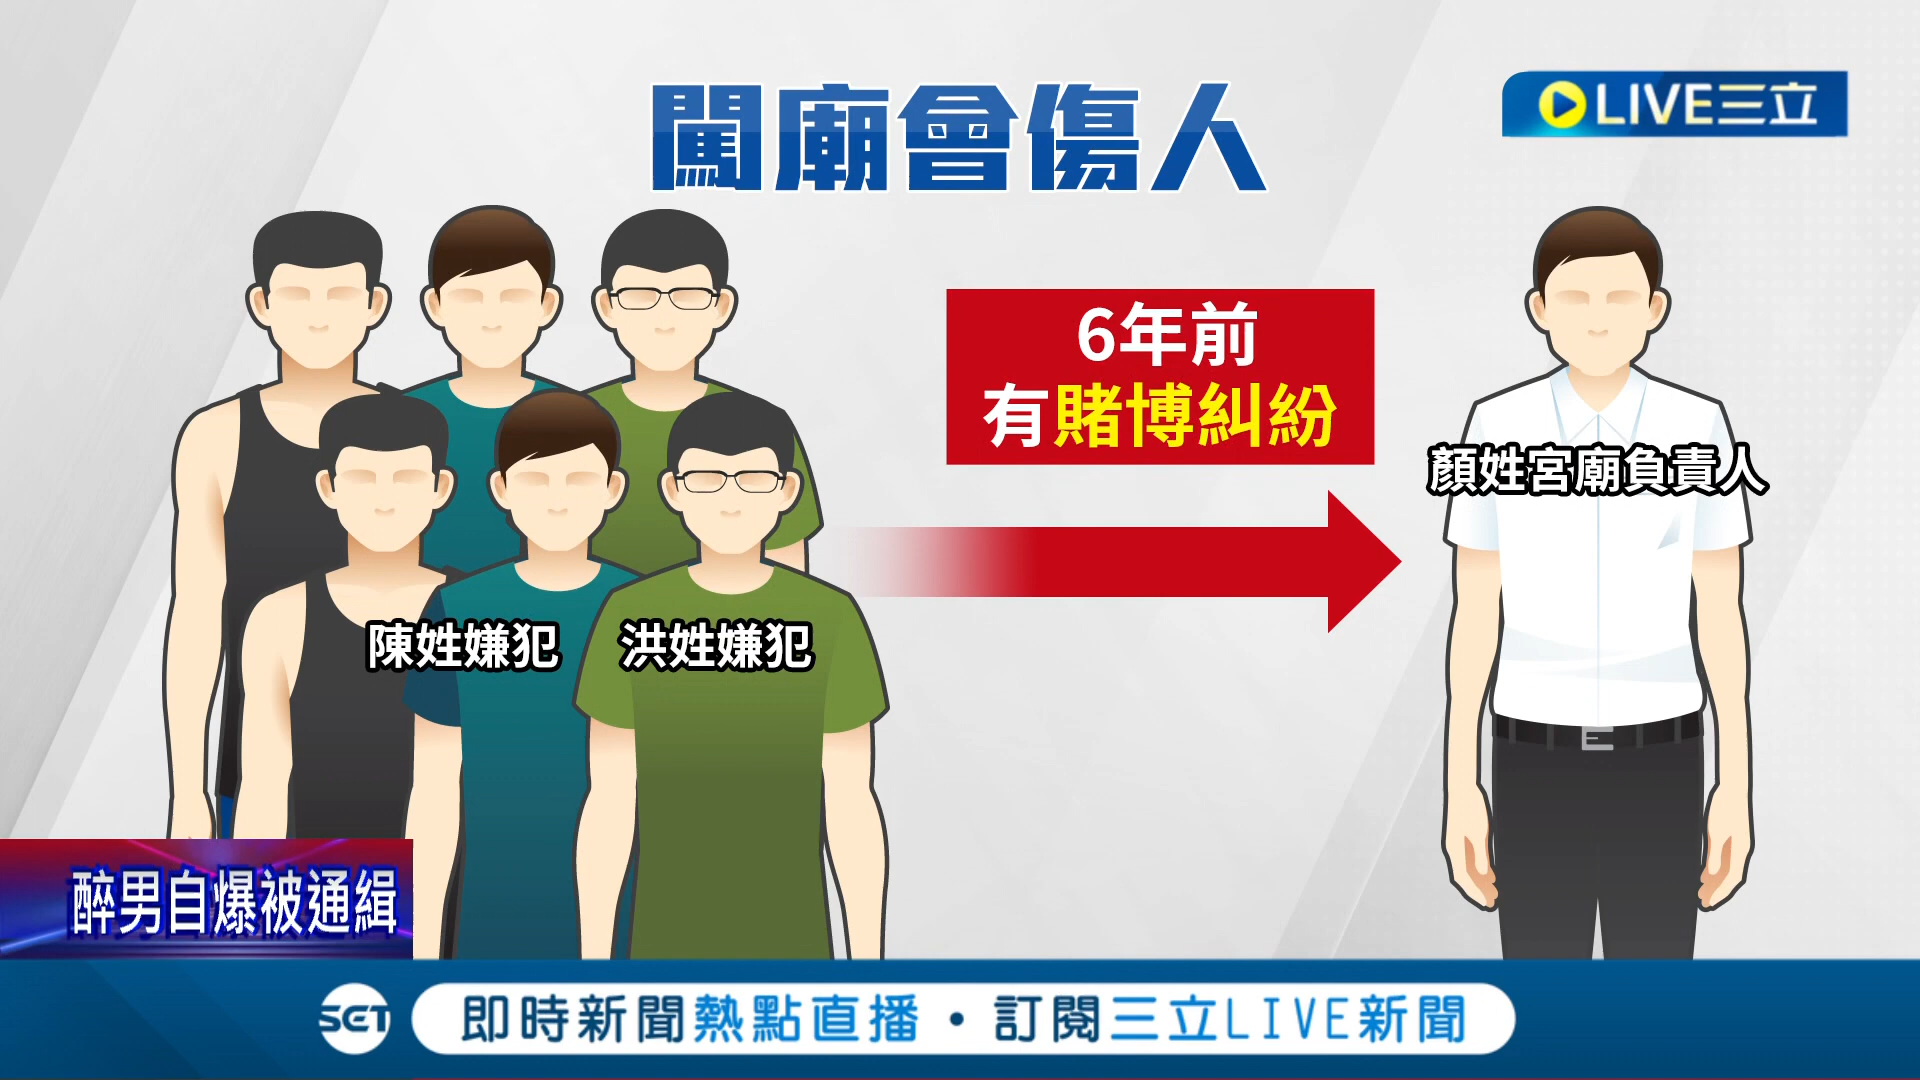 闖廟會傷人
LIVE三立
6年前
有賭博糾紛
顏姓宮廟負責人
陳姓嫌犯
洪姓嫌犯
醉男自爆被通緝
SET
即時新聞熱點直播・訂閱三立LIVE新聞